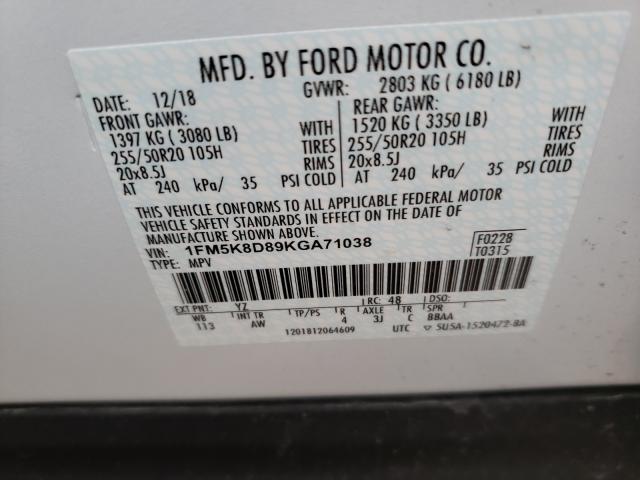 MFD. BY FORD MOTOR CO.
DATE: 12/18 GVWR: 2803 KG ( 6180 LB)
FRONT GAWR: REAR GAWR:
1397 KG ( 3080 LB) WITH 1520 KG ( 3350 LB) WITH
255/50R20 105H TIRES 255/50R20 105H TIRES
20x8.5J RIMS 20x8.5J RIMS
AT 240 kPa/ 35 PSI COLD AT 240 kPa/ 35 PSI COLD
THIS VEHICLE CONFORMS TO ALL APPLICABLE FEDERAL MOTOR
VEHICLE SAFETY STANDARDS IN EFFECT ON THE DATE OF
MANUFACTURE SHOWN ABOVE.
VIN: 1FM5K8D89KGA71038 F0228
TYPE: MPV T0315
EXT PNT: YZ RC: 48 DSO:
WB INT TR TP/PS R AXLE TR SPR
113 AW 4 3J C BBAA
1201812064609 UTC ▽ 5U5A-1520472-BA